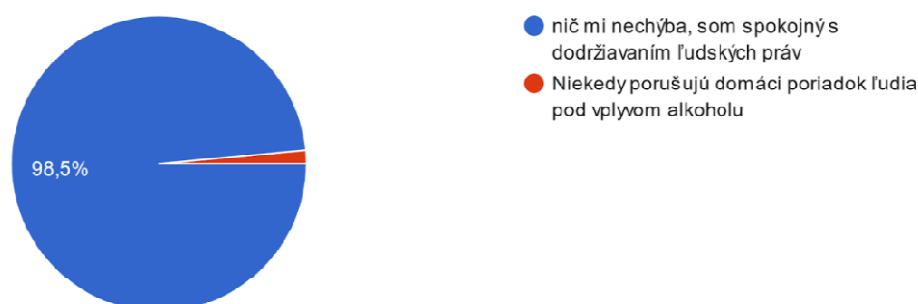 98,5%
nič mi nechýba, som spokojný s
dodržiavaním ľudských práv
Niekedy porušujú domáci poriadok ľudia
pod vplyvom alkoholu